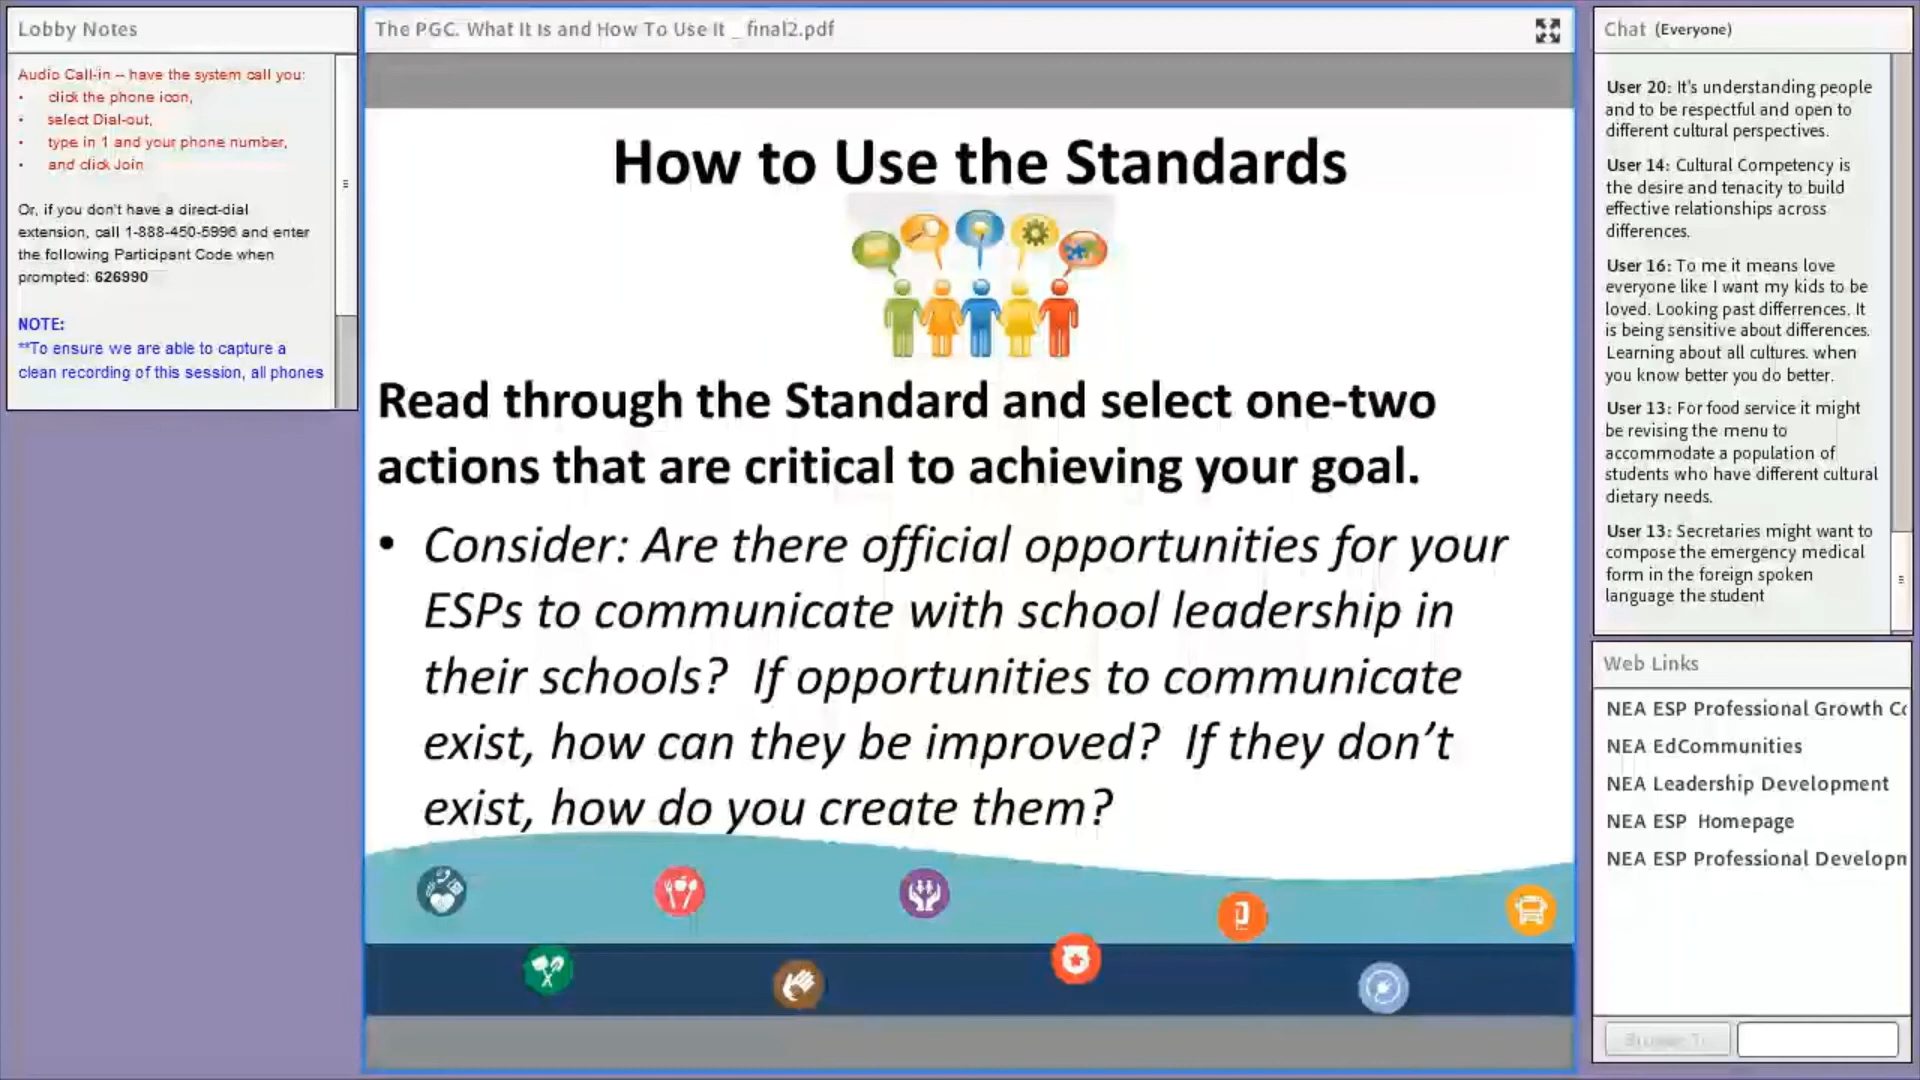 Lobby Notes
Audio Call-in – have the system call you:
• click the phone icon,
• select Dial-out,
• type in 1 and your phone number,
• and click Join
Or, if you don't have a direct-dial
extension, call 1-888-450-5996 and enter
the following Participant Code when
prompted: 626990
NOTE:
**To ensure we are able to capture a
clean recording of this session, all phones
The PGC. What It Is and How To Use It _ final2.pdf
How to Use the Standards
Read through the Standard and select one-two
actions that are critical to achieving your goal.
• Consider: Are there official opportunities for your
ESPs to communicate with school leadership in
their schools? If opportunities to communicate
exist, how can they be improved? If they don't
exist, how do you create them?
Chat (Everyone)
User 20: It's understanding people
and to be respectful and open to
different cultural perspectives.
User 14: Cultural Competency is
the desire and tenacity to build
effective relationships across
differences.
User 16: To me it means love
everyone like I want my kids to be
loved. Looking past differrences. It
is being sensitive about differences.
Learning about all cultures. when
you know better you do better.
User 13: For food service it might
be revising the menu to
accommodate a population of
students who have different cultural
dietary needs.
User 13: Secretaries might want to
compose the emergency medical
form in the foreign spoken
language the student
Web Links
NEA ESP Professional Growth
NEA EdCommunities
NEA Leadership Development
NEA ESP Homepage
NEA ESP Professional
Browse To